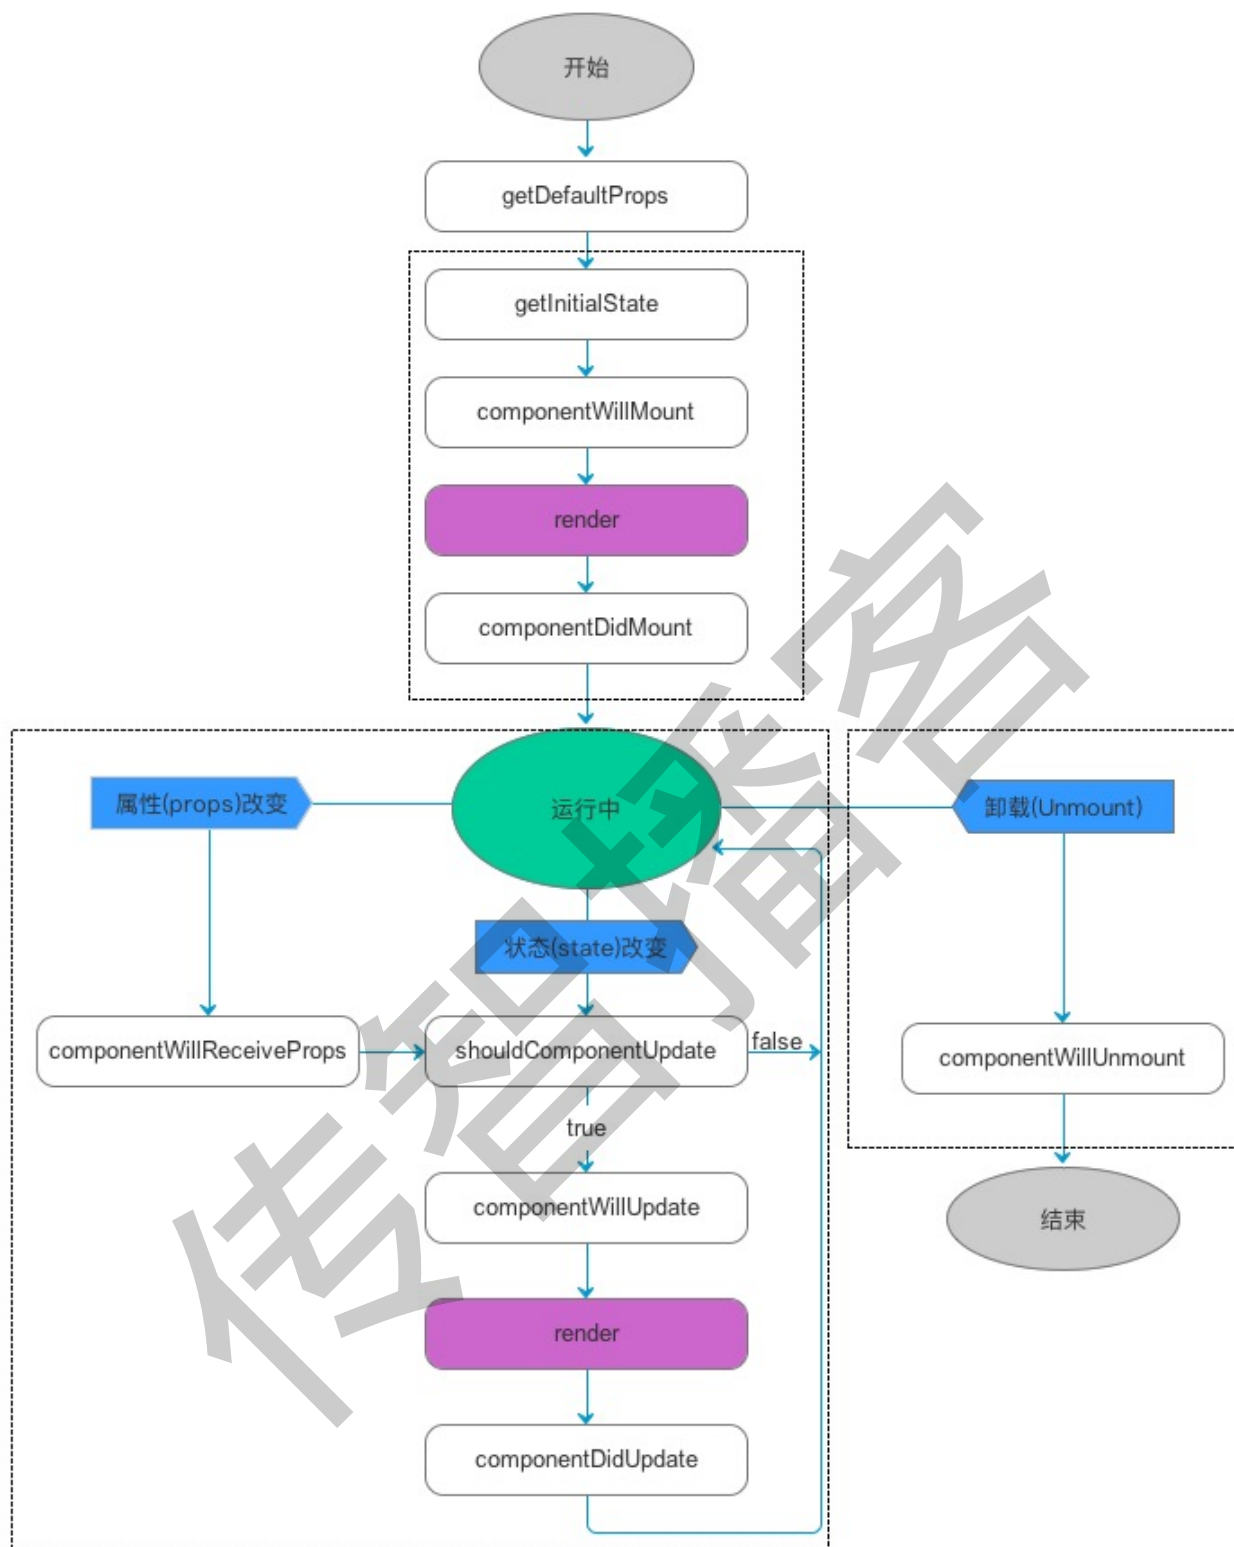 开始
getDefaultProps
getInitialState
componentWillMount
render
componentDidMount
属性(props)改变
运行中
卸载(Unmount)
状态(state)改变
componentWillReceiveProps
shouldComponentUpdate
false
componentWillUnmount
true
componentWillUpdate
结束
render
componentDidUpdate
传智播客